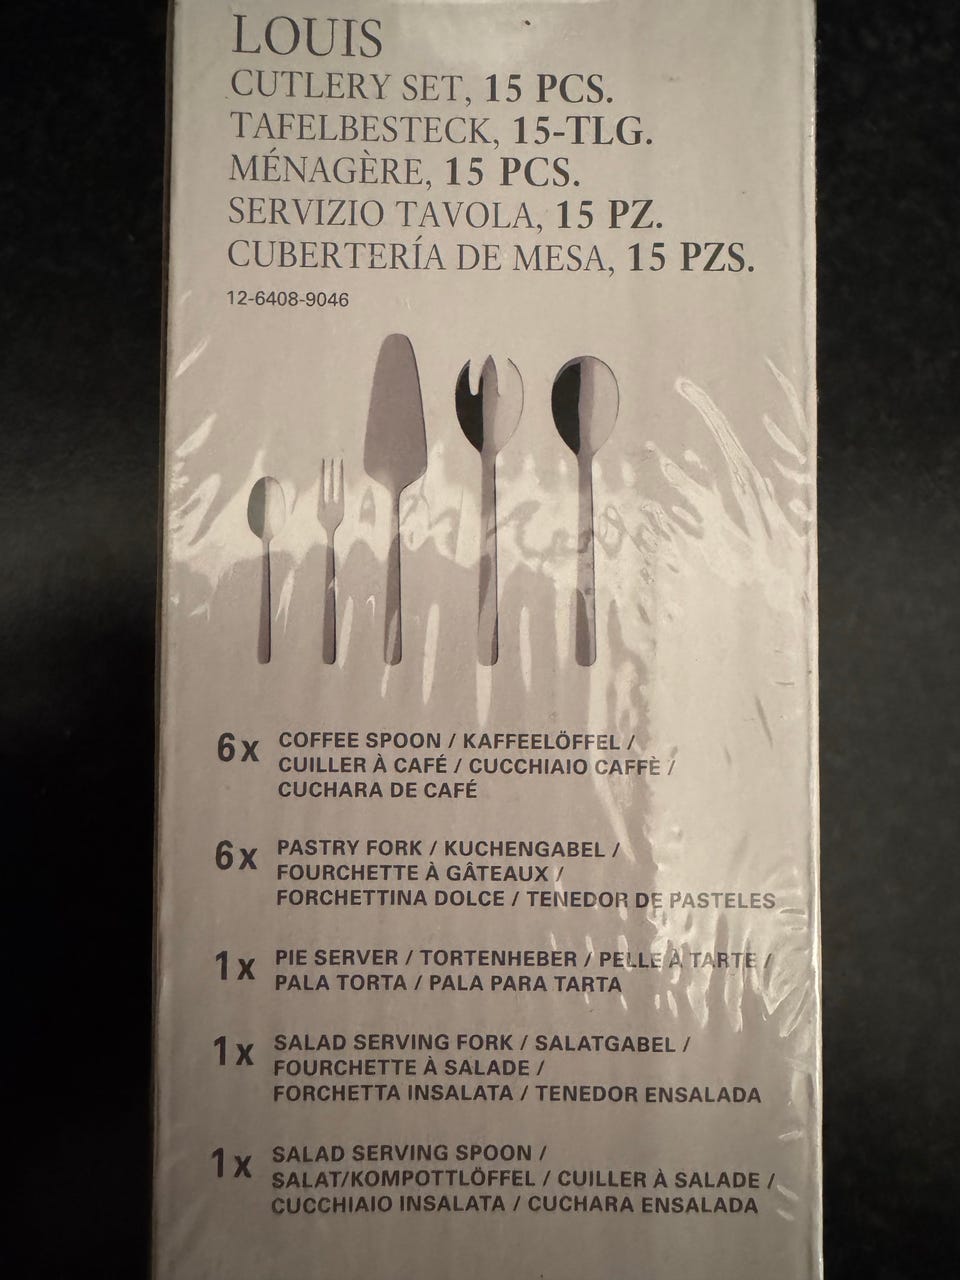 LOUIS
CUTLERY SET, 15 PCS.
TAFELBESTECK, 15-TLG.
MÉNAGÈRE, 15 PCS.
SERVIZIO TAVOLA, 15 PZ.
CUBERTERÍA DE MESA, 15 PZS.
12-6408-9046
6x COFFEE SPOON / KAFFEELÖFFEL /
CUILLER À CAFÉ / CUCCHIAIO CAFFÈ /
CUCHARA DE CAFÉ
6x PASTRY FORK / KUCHENGABEL /
FOURCHETTE À GÂTEAUX /
FORCHETTINA DOLCE / TENEDOR DE PASTELES
1x PIE SERVER / TORTENHEBER / PELLE À TARTE /
PALA TORTA / PALA PARA TARTA
1x SALAD SERVING FORK / SALATGABEL /
FOURCHETTE À SALADE /
FORCHETTA INSALATA / TENEDOR ENSALADA
1x SALAD SERVING SPOON /
SALAT/KOMPOTTLÖFFEL / CUILLER À SALADE /
CUCCHIAIO INSALATA / CUCHARA ENSALADA